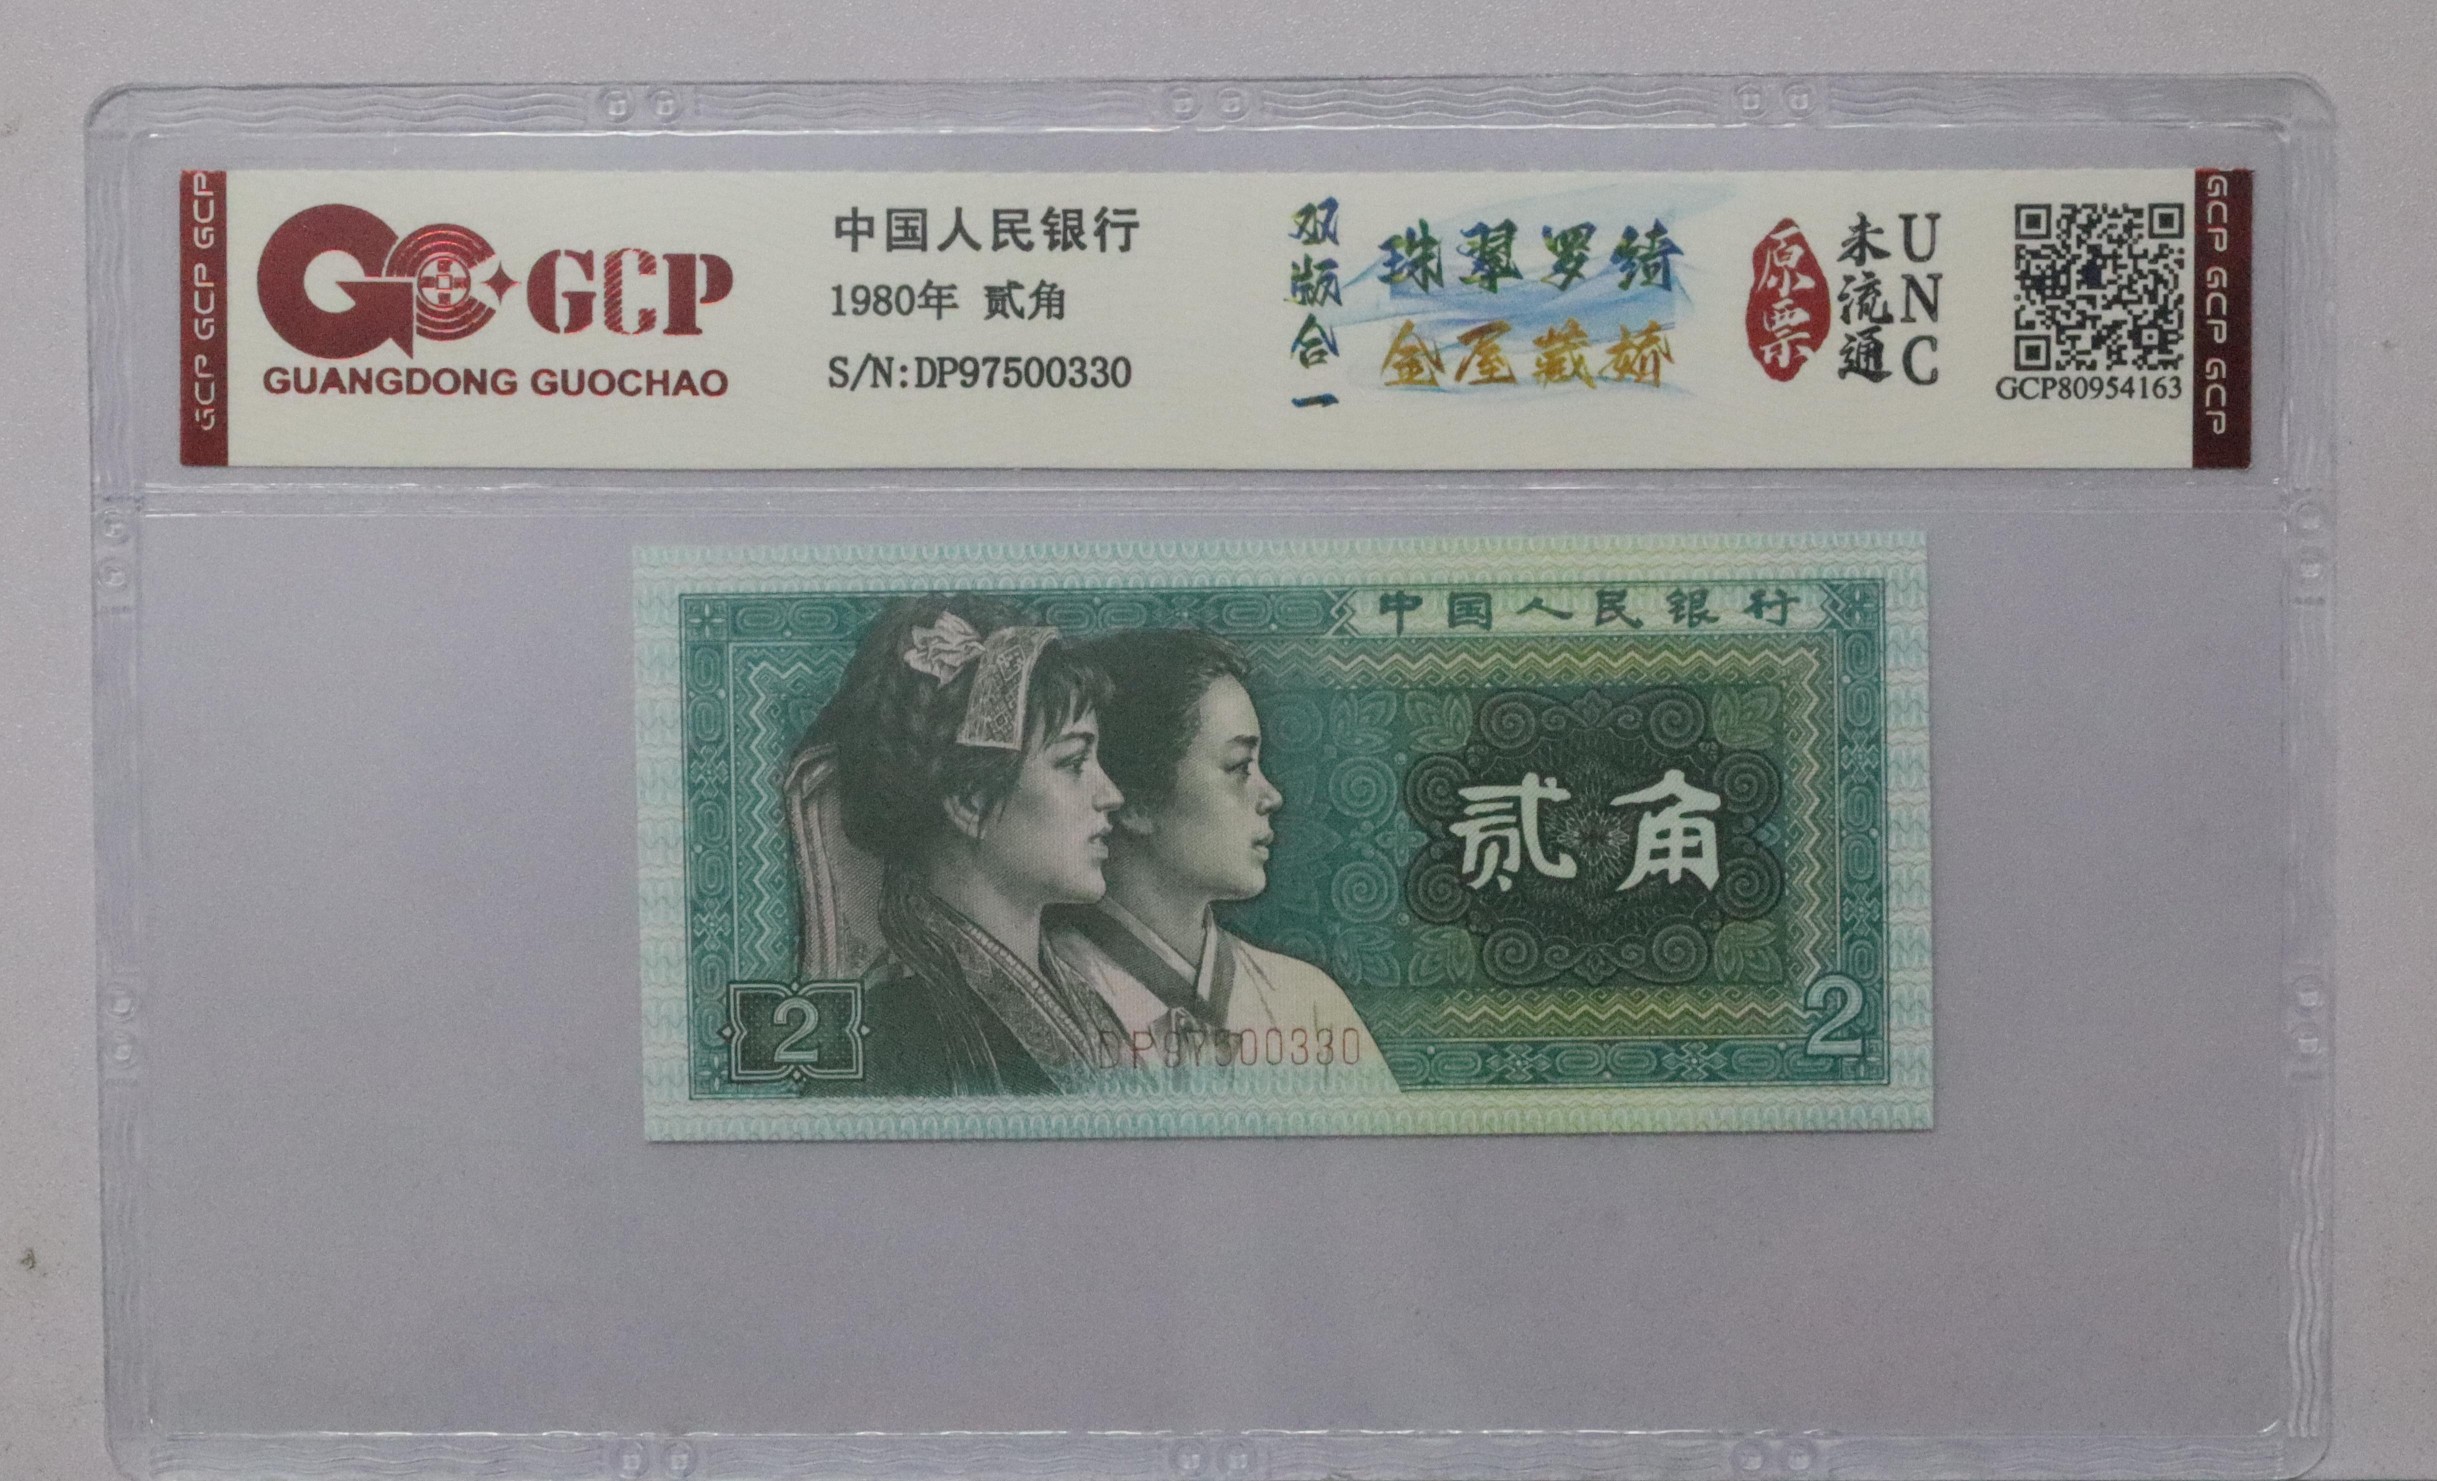 GCP GCP GCP
GCP
GUANGDONG GUOCHAO
中国人民银行
1980年 贰角
S/N:DP97500330
双版合一
珠翠罗绮
金屋藏娇
原票
未流通
UNC
GCP80954163
GCP GCP GCP
中国人民银行
贰角
2
DP97500330
2